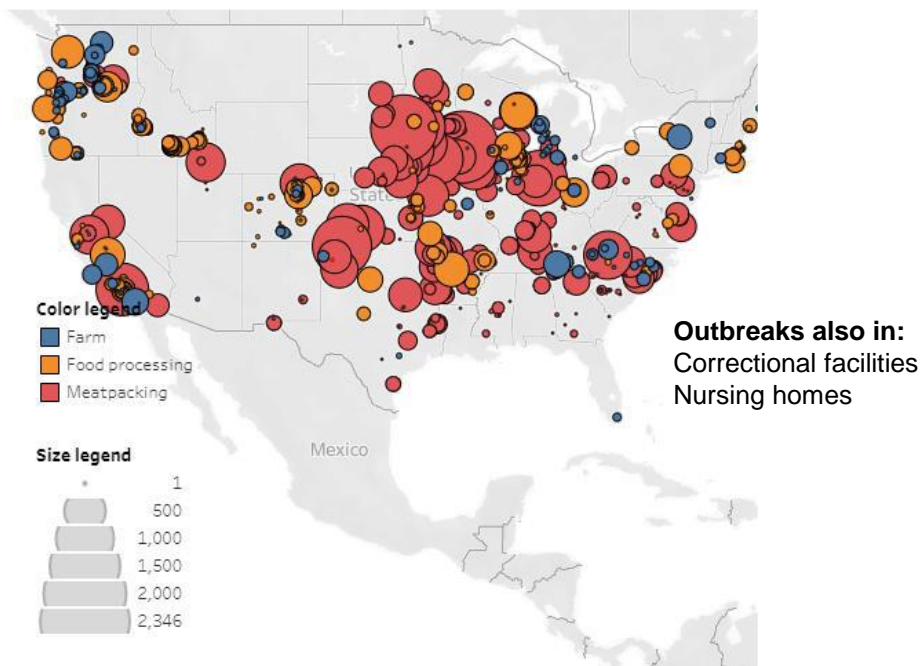 States
Color legend
Farm
Food processing
Meatpacking
Outbreaks also in:
Correctional facilities
Nursing homes
Mexico
Size legend
1
500
1,000
1,500
2,000
2,346